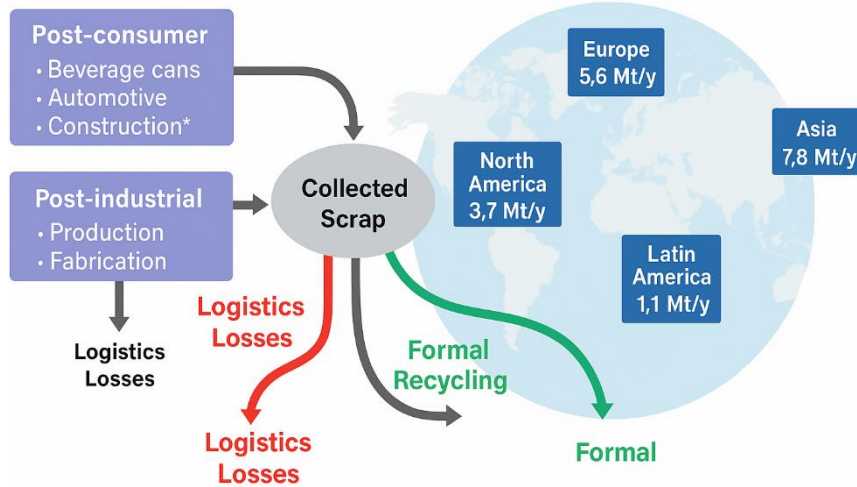 Post-consumer
• Beverage cans
• Automotive
• Construction*
Post-industrial
• Production
• Fabrication
Logistics
Losses
Collected
Scrap
Logistics
Losses
Logistics
Losses
Formal
Recycling
Formal
Europe
5,6 Mt/y
Asia
7,8 Mt/y
North
America
3,7 Mt/y
Latin
America
1,1 Mt/y